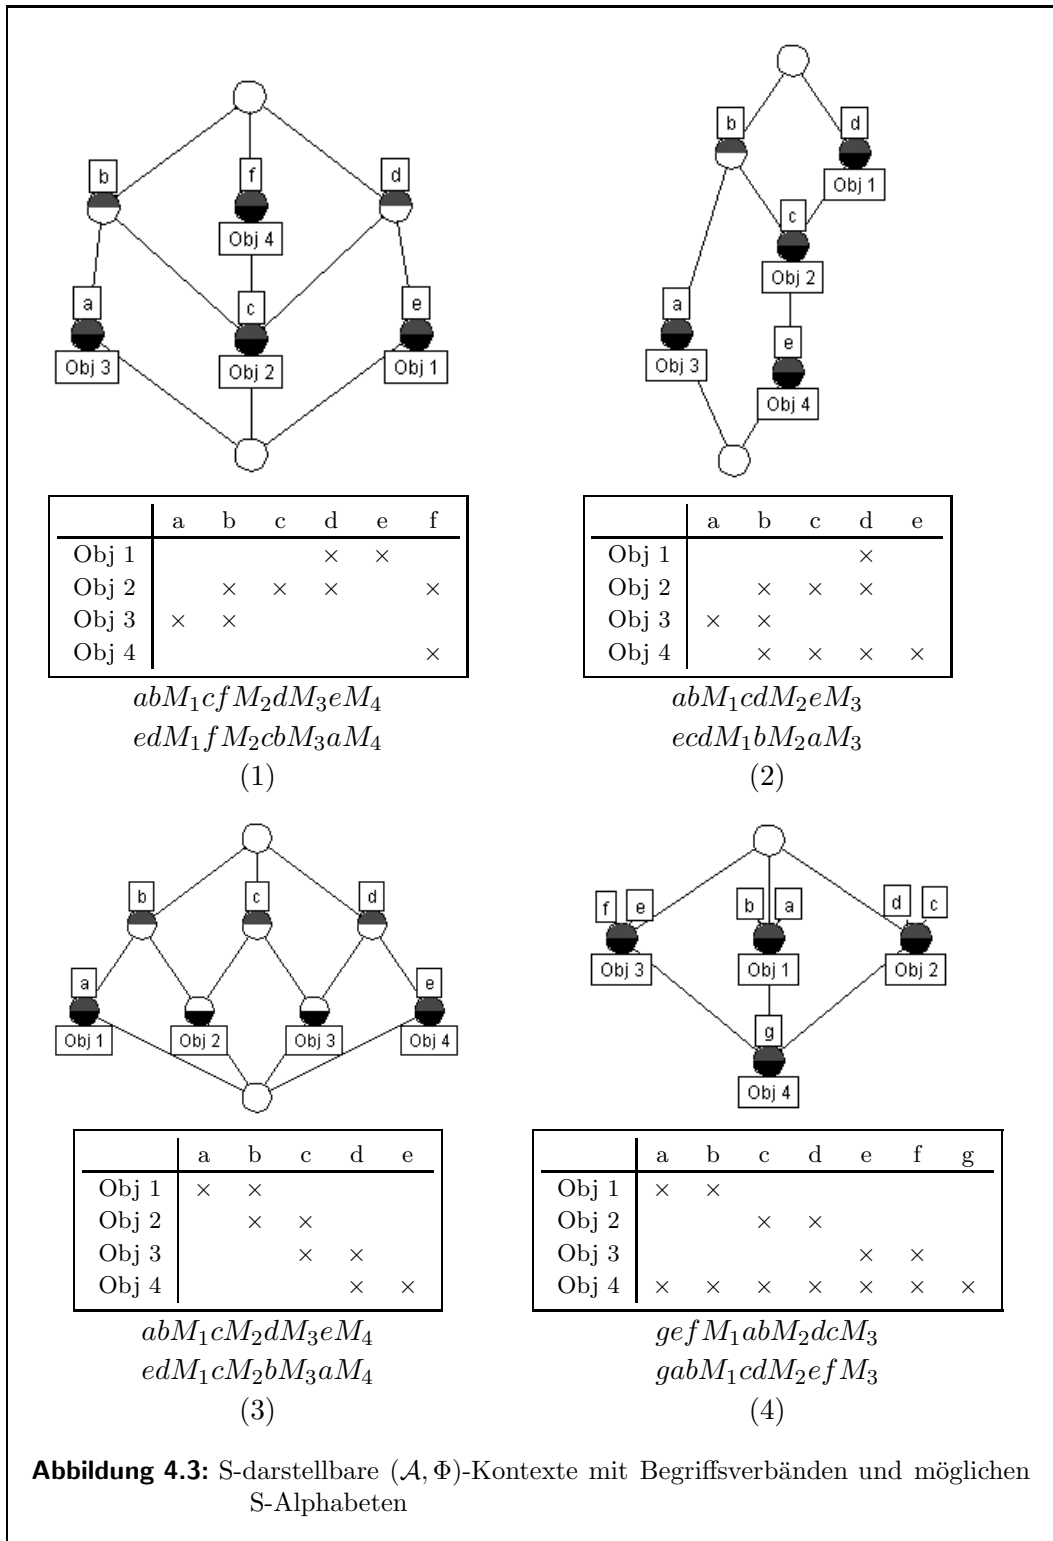 b f d
Obj 4
a c e
Obj 3 Obj 2 Obj 1
a b c d e f
Obj 1 × ×
Obj 2 × × × ×
Obj 3 × ×
Obj 4 ×
abM₁cfM₂dM₃eM₄
edM₁fM₂cbM₃aM₄
(1)
b d
Obj 1
c
Obj 2
a
Obj 3
e
Obj 4
a b c d e
Obj 1 ×
Obj 2 × × ×
Obj 3 × ×
Obj 4 × × × ×
abM₁cdM₂eM₃
ecdM₁bM₂aM₃
(2)
b c d
a e
Obj 1 Obj 2 Obj 3 Obj 4
a b c d e
Obj 1 × ×
Obj 2 × ×
Obj 3 × ×
Obj 4 × ×
abM₁cM₂dM₃eM₄
edM₁cM₂bM₃aM₄
(3)
f e b a d c
Obj 3 Obj 1 Obj 2
g
Obj 4
a b c d e f g
Obj 1 × ×
Obj 2 × ×
Obj 3 × ×
Obj 4 × × × × × × ×
gefM₁abM₂dcM₃
gabM₁cdM₂efM₃
(4)
Abbildung 4.3: S-darstellbare (𝒜, Φ)-Kontexte mit Begriffsverbänden und möglichen
S-Alphabeten